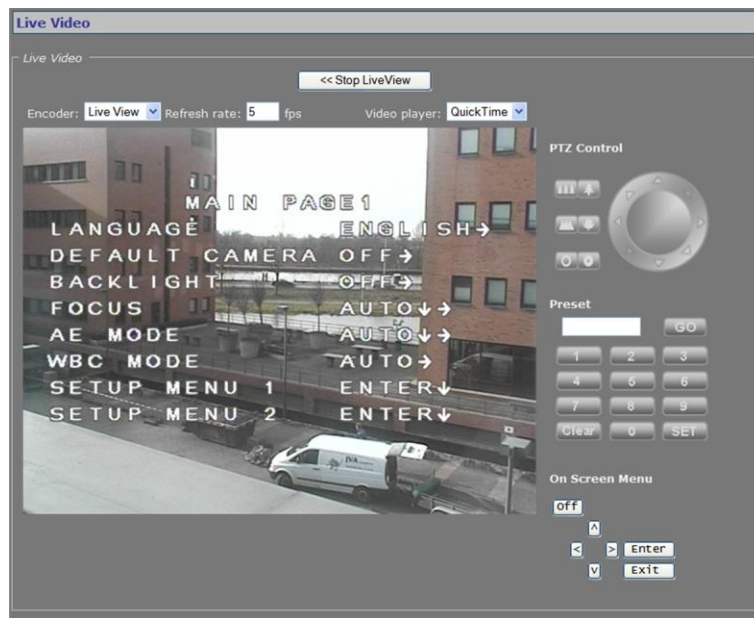 Live Video
Live Video
<< Stop LiveView
Encoder: Live View Refresh rate: 5 fps Video player: QuickTime
PTZ Control
MAIN PAGE1
LANGUAGE ENGLISH→
DEFAULT CAMERA OFF→
BACKLIGHT OFF→
FOCUS AUTO↓→
AE MODE AUTO↓→
WBC MODE AUTO→
SETUP MENU 1 ENTER↓
SETUP MENU 2 ENTER↓
JVA
Preset
GO
1 2 3
4 5 6
7 8 9
Clear 0 SET
On Screen Menu
Off
^
< > Enter
v Exit